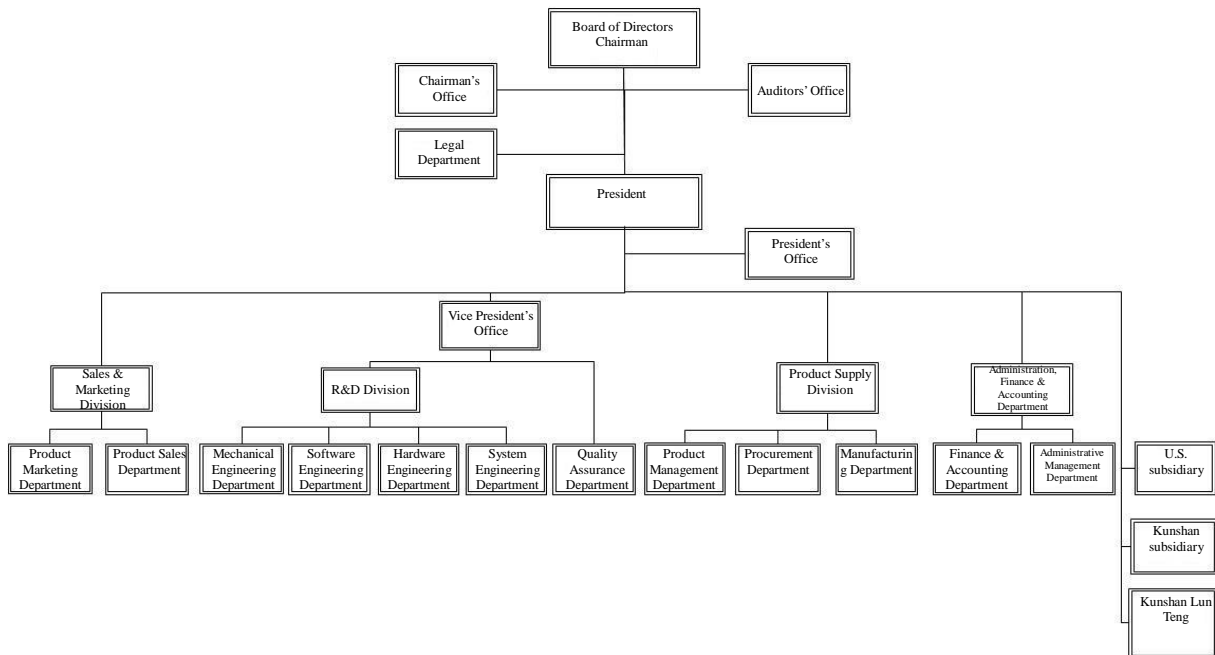 Board of Directors
Chairman
Chairman's
Office
Auditors' Office
Legal
Department
President
President's
Office
Vice President's
Office
Sales &
Marketing
Division
R&D Division
Product Supply
Division
Administration,
Finance &
Accounting
Department
Product
Marketing
Department
Product Sales
Department
Mechanical
Engineering
Department
Software
Engineering
Department
Hardware
Engineering
Department
System
Engineering
Department
Quality
Assurance
Department
Product
Management
Department
Procurement
Department
Manufacturin
g Department
Finance &
Accounting
Department
Administrative
Management
Department
U.S.
subsidiary
Kunshan
subsidiary
Kunshan Lun
Teng